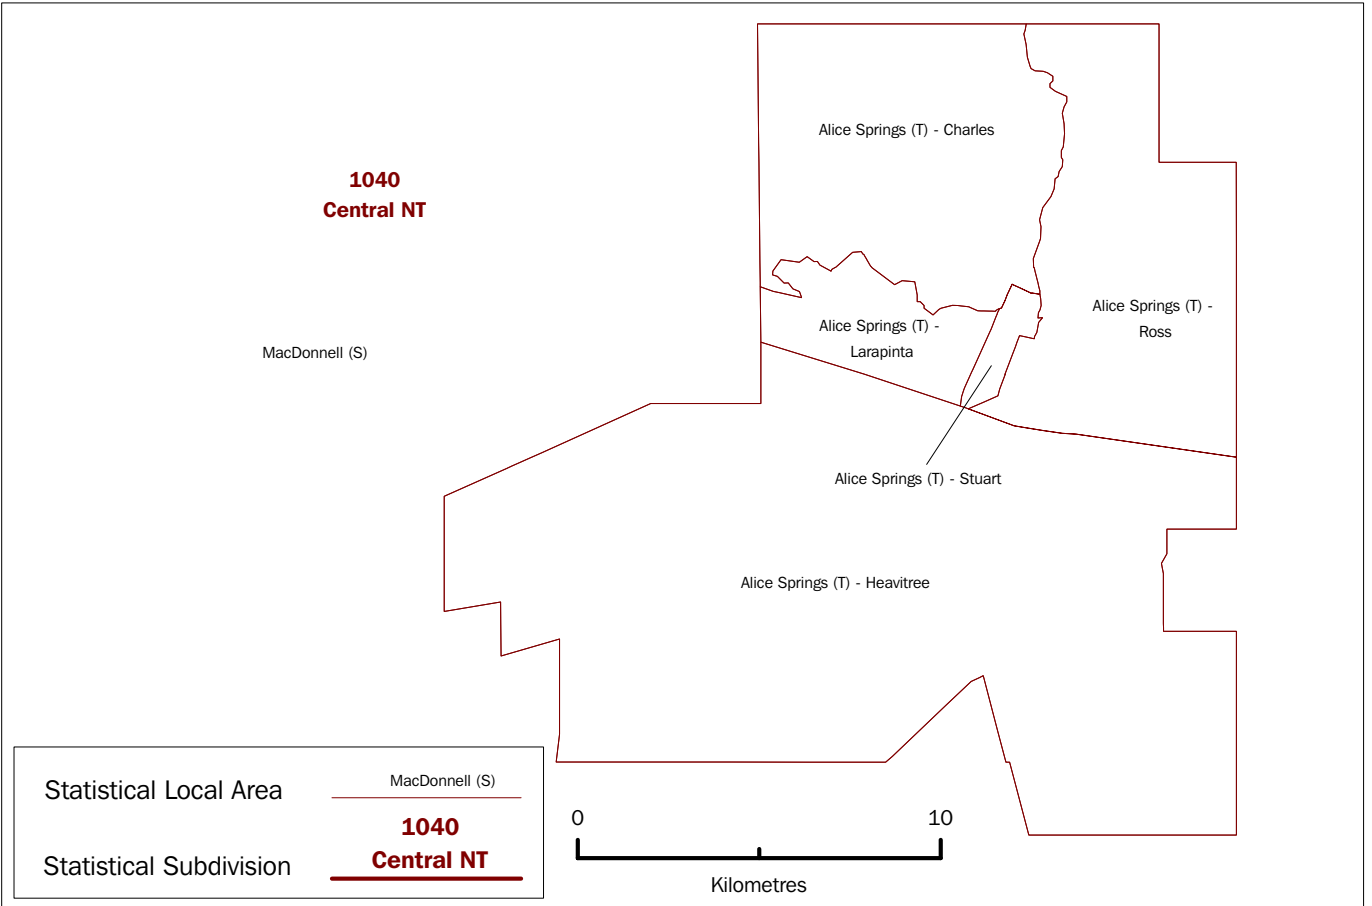 Alice Springs (T) - Charles
1040
Central NT
Alice Springs (T) -
Ross
Alice Springs (T) -
Larapinta
MacDonnell (S)
Alice Springs (T) - Stuart
Alice Springs (T) - Heavitree
Statistical Local Area
MacDonnell (S)
1040
Statistical Subdivision
Central NT
0
10
Kilometres